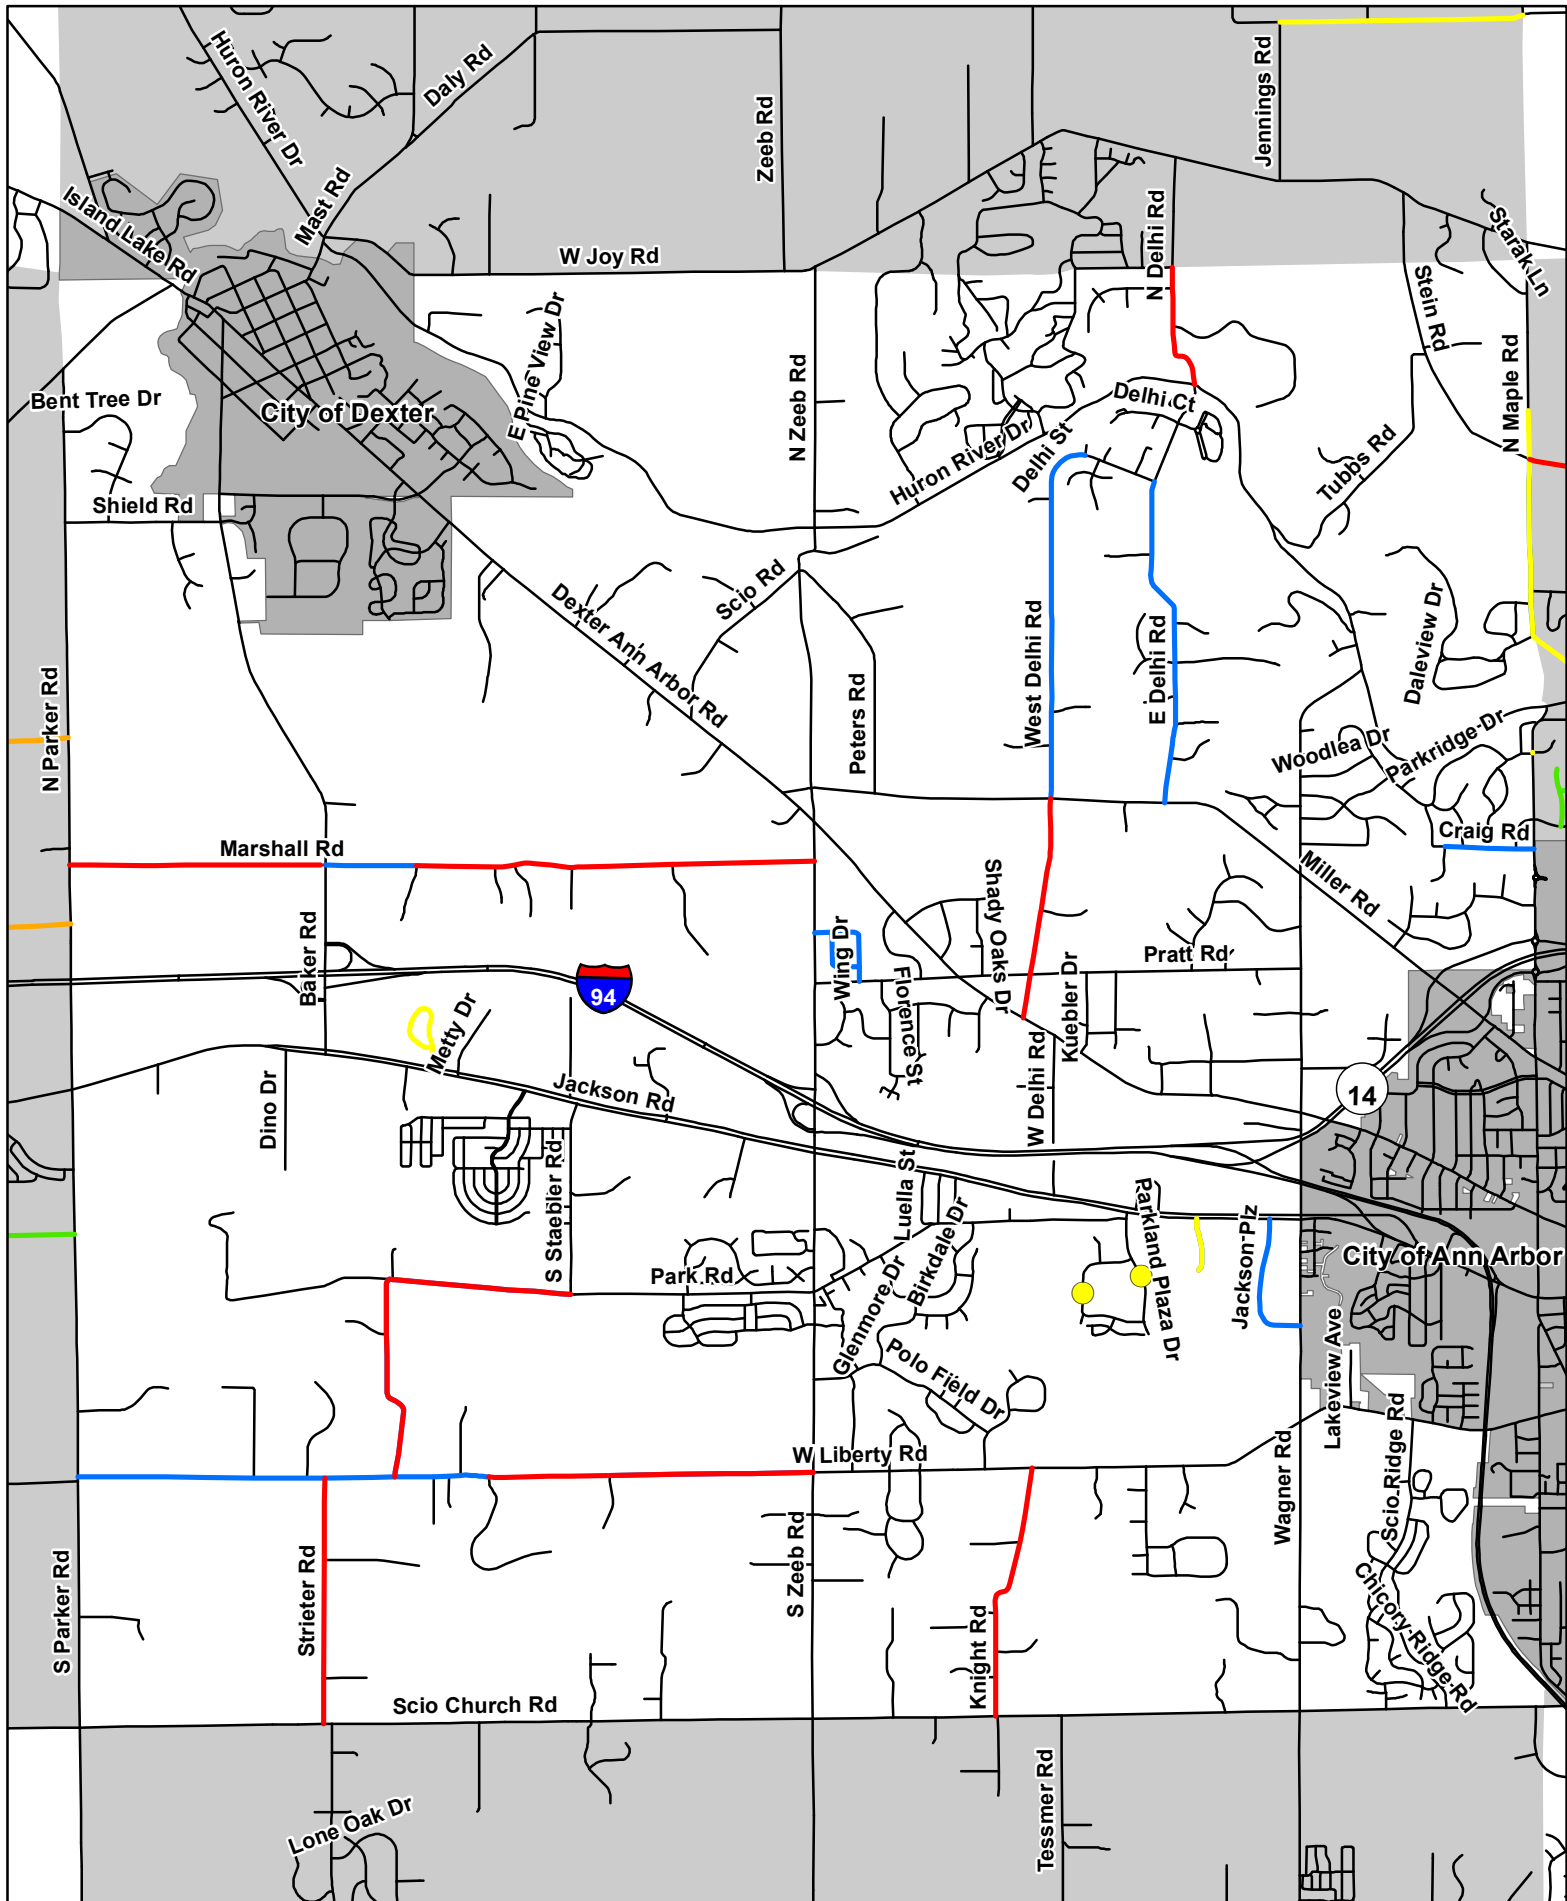 Huron River Dr
Daly Rd
Zeeb Rd
Jennings Rd
Island Lake Rd
Mast Rd
W Joy Rd
N Delhi Rd
Starak Ln
Stein Rd
E Pine View Dr
N Zeeb Rd
N Maple Rd
Bent Tree Dr
City of Dexter
Delhi Ct
Huron River Dr
Delhi St
Tubbs Rd
Shield Rd
Scio Rd
Dexter Ann Arbor Rd
West Delhi Rd
E Delhi Rd
Daleview Dr
N Parker Rd
Peters Rd
Woodlea Dr
Parkridge Dr
Craig Rd
Marshall Rd
Miller Rd
Shady Oaks Dr
Baker Rd
Wing Dr
Pratt Rd
94
Florence St
Kuebler Dr
Metty Dr
W Delhi Rd
14
Dino Dr
Jackson Rd
S Staebler Rd
Luella St
Birkdale Dr
Parkland Plaza Dr
Jackson Plz
City of Ann Arbor
Park Rd
Glenmore Dr
Polo Field Dr
Lakeview Ave
W Liberty Rd
Wagner Rd
Scio Ridge Rd
S Parker Rd
Strieter Rd
S Zeeb Rd
Knight Rd
Chicory Ridge Rd
Scio Church Rd
Lone Oak Dr
Tessmer Rd